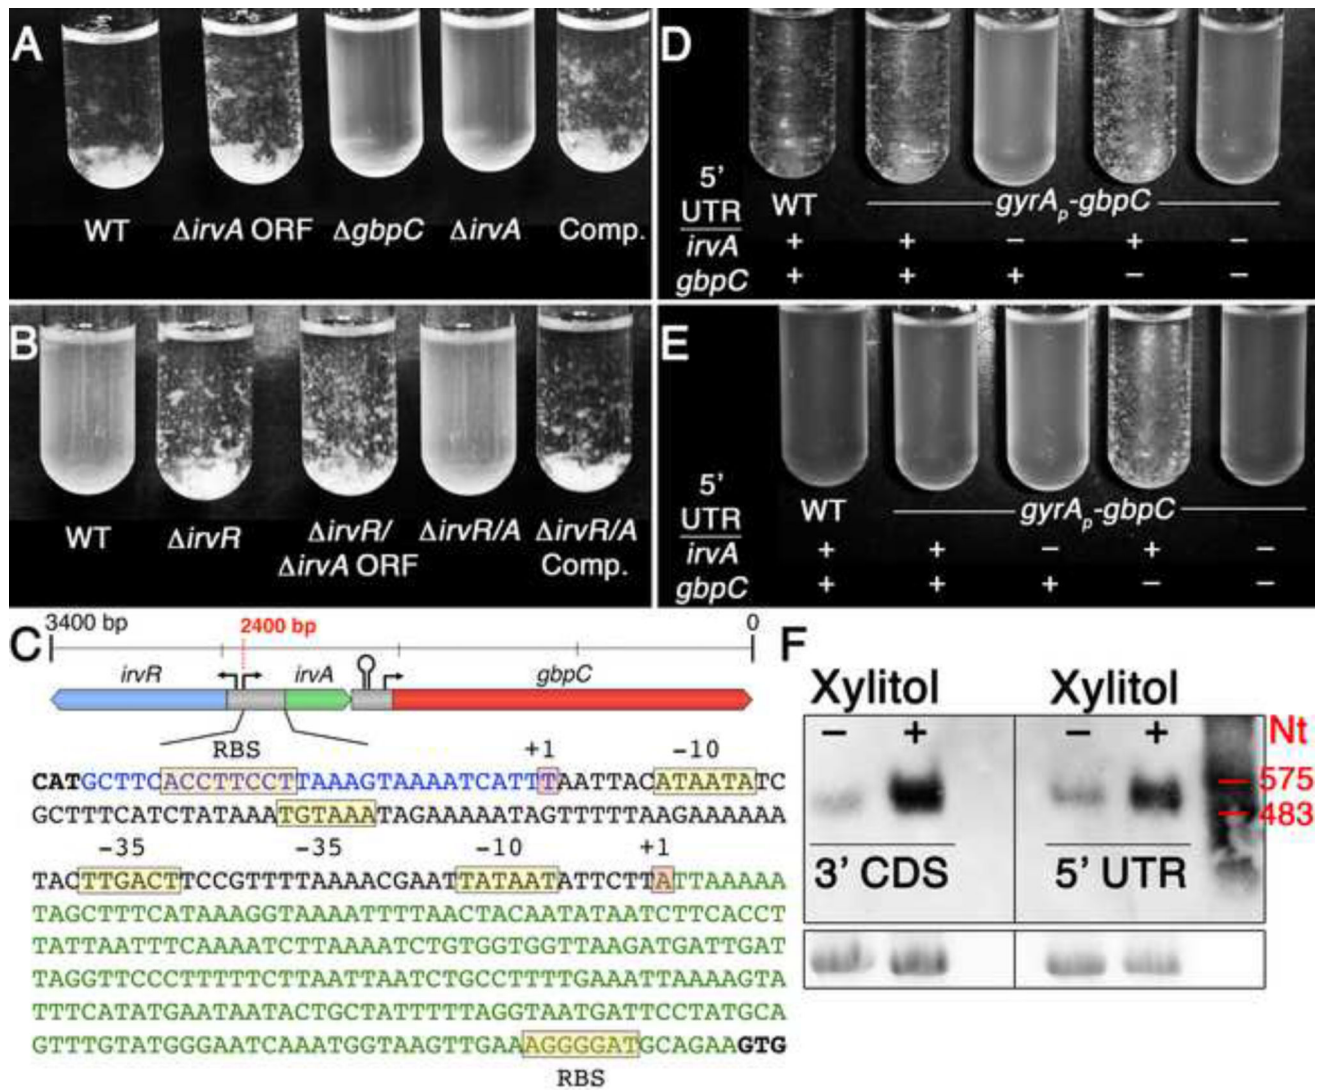 A
WT
ΔirvA ORF
ΔgbpC
ΔirvA
Comp.
B
WT
ΔirvR
ΔirvR/
ΔirvA ORF
ΔirvR/A
ΔirvR/A
Comp.
C
3400 bp
2400 bp
0
irvR
irvA
gbpC
RBS
+1
−10
CATGCTTCACCTTCCTTAAAGTAAAATCATTTAATTACATAATATC
GCTTTCATCTATAAATGTAAATAGAAAAATAGTTTTTAAGAAAAAA
−35
−35
−10
+1
TACTTGACTTCCGTTTTAAAACGAATTATAATATTCTTATTAAAAA
TAGCTTTCATAAAGGTAAAATTTTAACTACAATATAATCTTCACCT
TATTAATTTCAAAATCTTAAAATCTGTGGTGGTTAAGATGATTGAT
TAGGTTCCCTTTTTCTTAATTAATCTGCCTTTTGAAATTAAAAGTA
TTTCATATGAATAATACTGCTATTTTTAGGTAATGATTCCTATGCA
GTTTGTATGGGAATCAAATGGTAAGTTGAAAGGGGATGCAGAAGTG
RBS
D
5'
UTR
WT
gyrAp-gbpC
irvA
+ + − + −
gbpC
+ + + − −
E
5'
UTR
WT
gyrAp-gbpC
irvA
+ + − + −
gbpC
+ + + − −
F
Xylitol
Xylitol
− +
− +
Nt
575
483
3' CDS
5' UTR